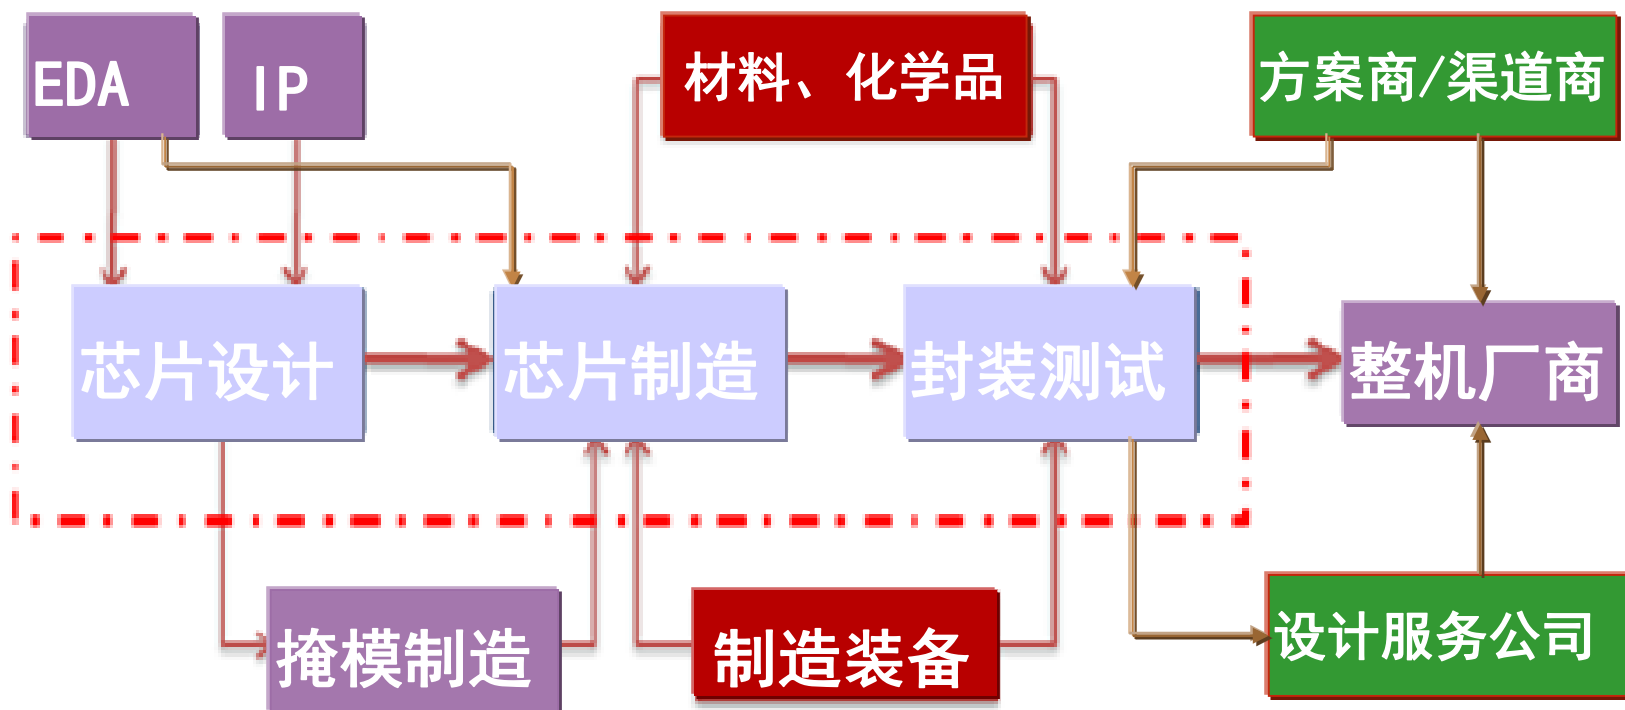 EDA
IP
材料、化学品
方案商/渠道商
芯片设计
芯片制造
封装测试
整机厂商
掩模制造
制造装备
设计服务公司